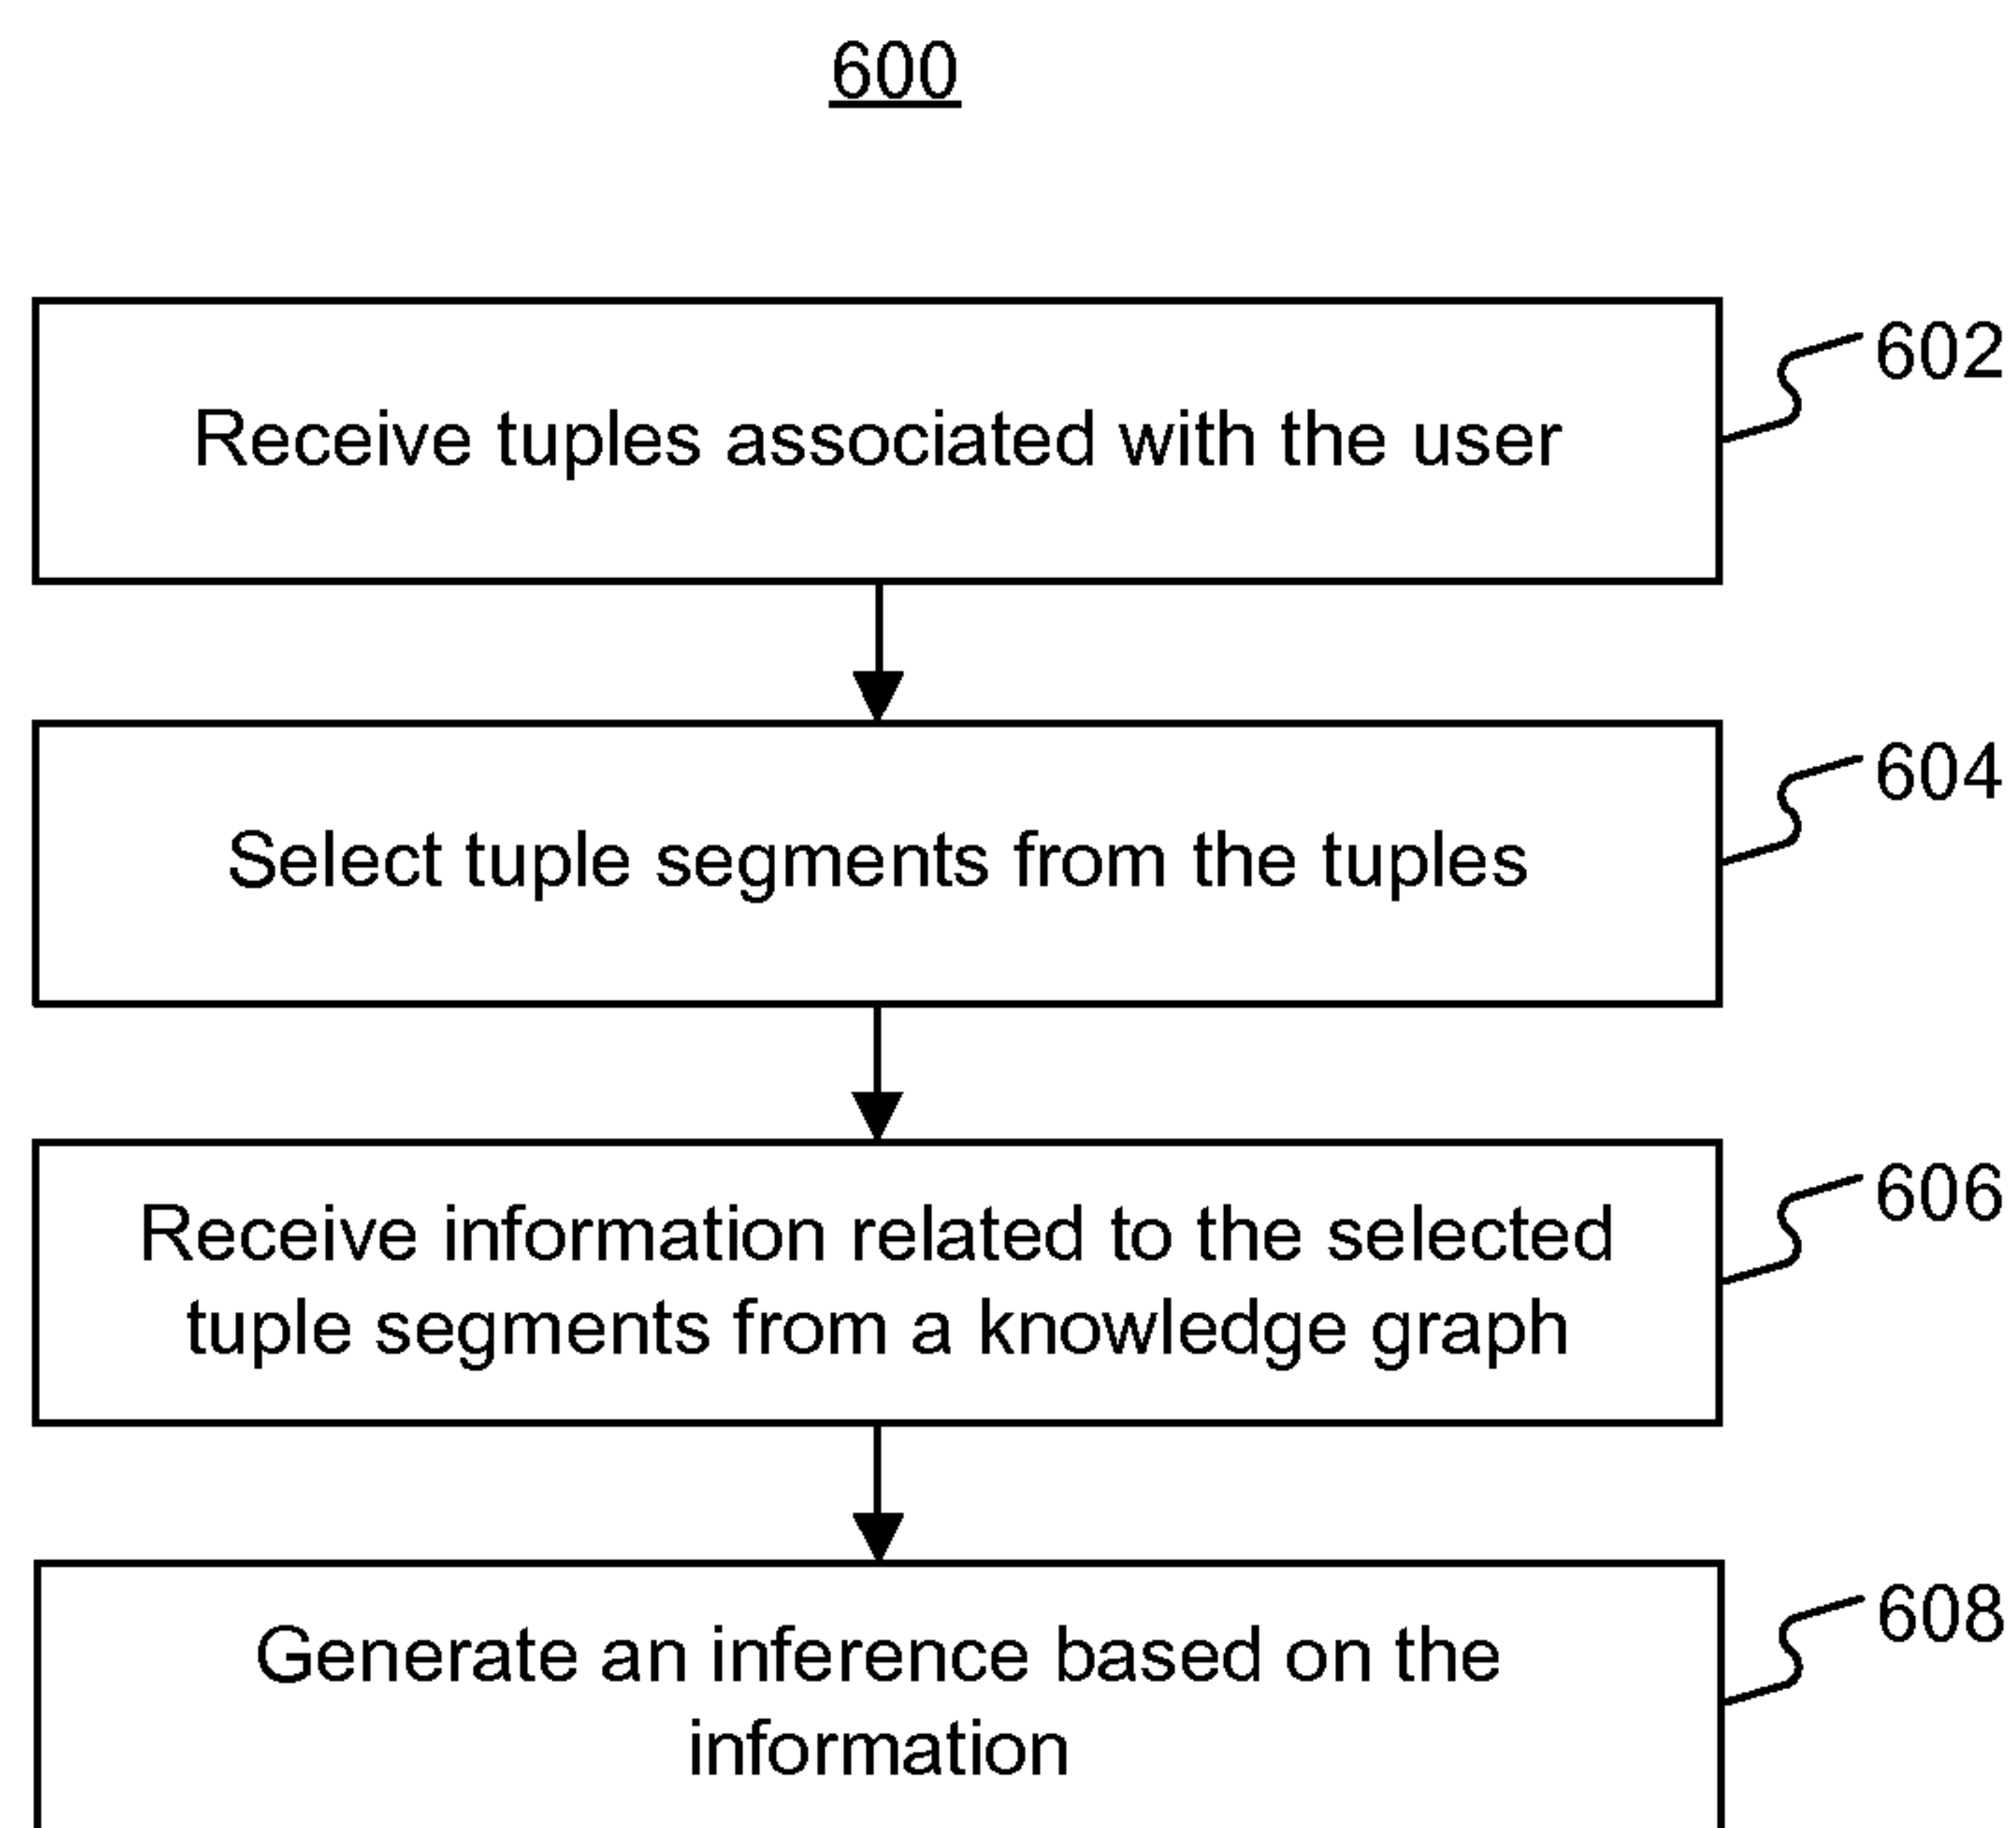 600
Receive tuples associated with the user
602
Select tuple segments from the tuples
604
Receive information related to the selected
tuple segments from a knowledge graph
606
Generate an inference based on the
information
608